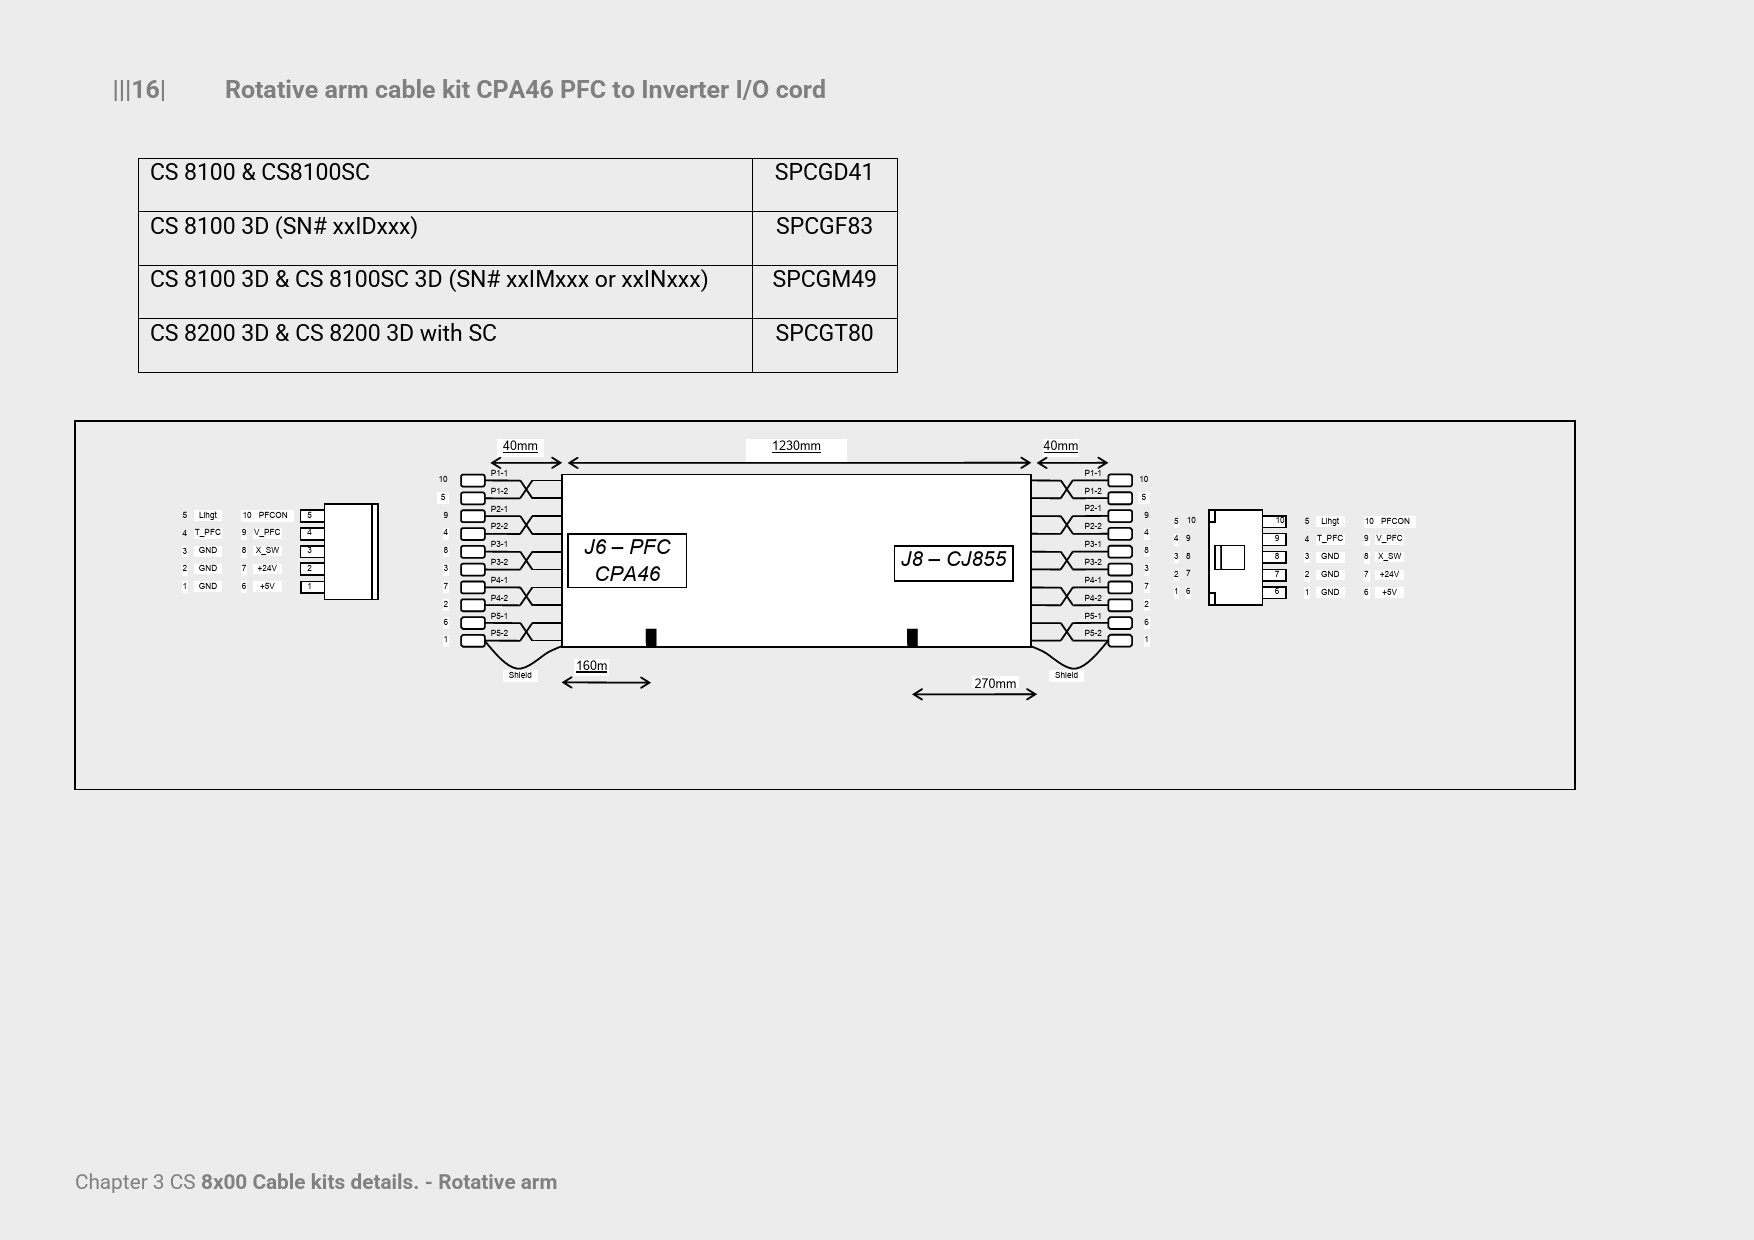 |||16| Rotative arm cable kit CPA46 PFC to Inverter I/O cord
CS 8100 & CS8100SC SPCGD41
CS 8100 3D (SN# xxIDxxx) SPCGF83
CS 8100 3D & CS 8100SC 3D (SN# xxIMxxx or xxINxxx) SPCGM49
CS 8200 3D & CS 8200 3D with SC SPCGT80
40mm 1230mm 40mm
5 LIhgt 10 PFCON 5
4 T_PFC 9 V_PFC 4
3 GND 8 X_SW 3
2 GND 7 +24V 2
1 GND 6 +5V 1
10 P1-1
5 P1-2
9 P2-1
4 P2-2
8 P3-1
3 P3-2
7 P4-1
2 P4-2
6 P5-1
1 P5-2
Shield
J6 – PFC
CPA46
J8 – CJ855
160m
270mm
P1-1 10
P1-2 5
P2-1 9
P2-2 4
P3-1 8
P3-2 3
P4-1 7
P4-2 2
P5-1 6
P5-2 1
Shield
5 10 10 5 LIhgt 10 PFCON
4 9 9 4 T_PFC 9 V_PFC
3 8 8 3 GND 8 X_SW
2 7 7 2 GND 7 +24V
1 6 6 1 GND 6 +5V
Chapter 3 CS 8x00 Cable kits details. - Rotative arm